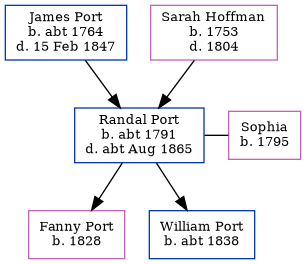 James Port
b. abt 1764
d. 15 Feb 1847
Sarah Hoffman
b. 1753
d. 1804
Randal Port
b. abt 1791
d. abt Aug 1865
Sophia
b. 1795
Fanny Port
b. 1828
William Port
b. abt 1838